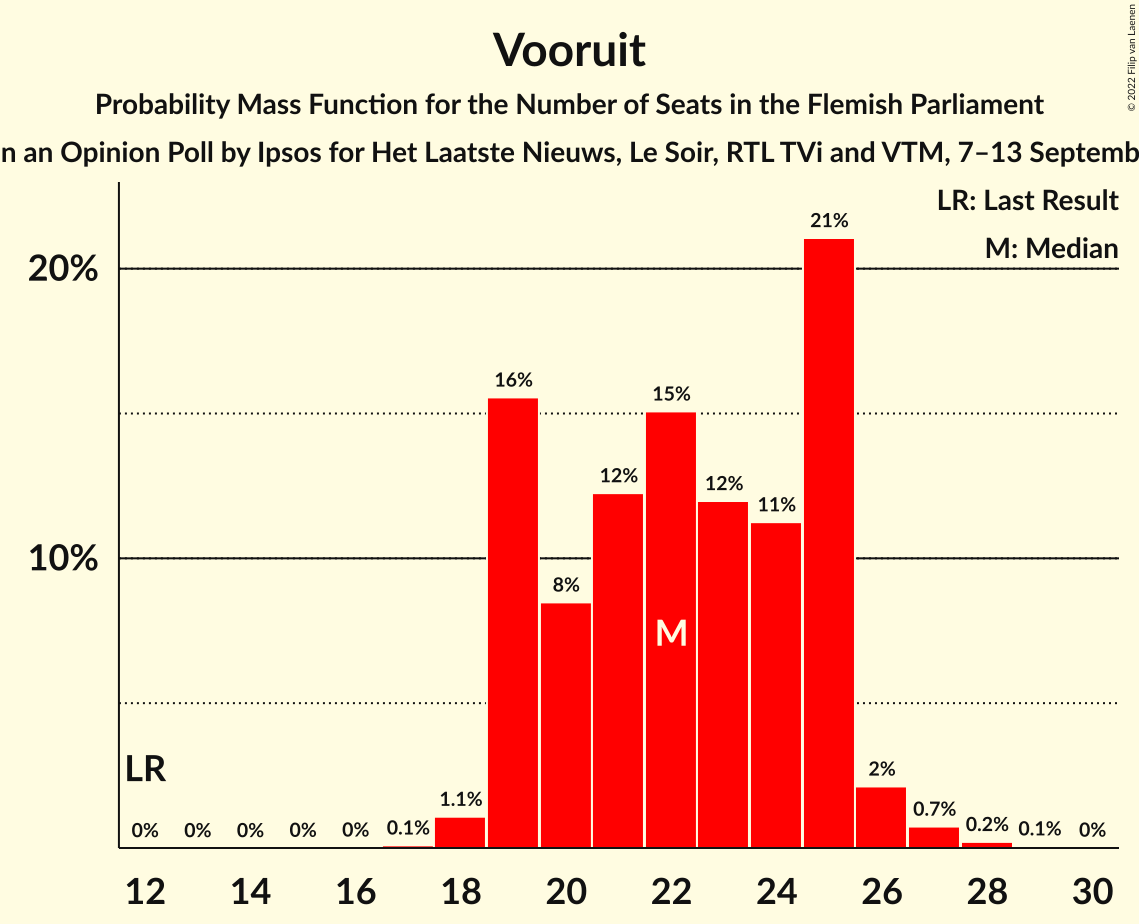 © 2022 Filip van Laenen
Vooruit
Probability Mass Function for the Number of Seats in the Flemish Parliament
n an Opinion Poll by Ipsos for Het Laatste Nieuws, Le Soir, RTL TVi and VTM, 7–13 Septemb
LR: Last Result
M: Median
20%
10%
21%
16%
15%
12%
12%
11%
8%
M
LR
0%
0%
0%
0%
0%
0.1%
1.1%
2%
0.7%
0.2%
0.1%
0%
12 14 16 18 20 22 24 26 28 30